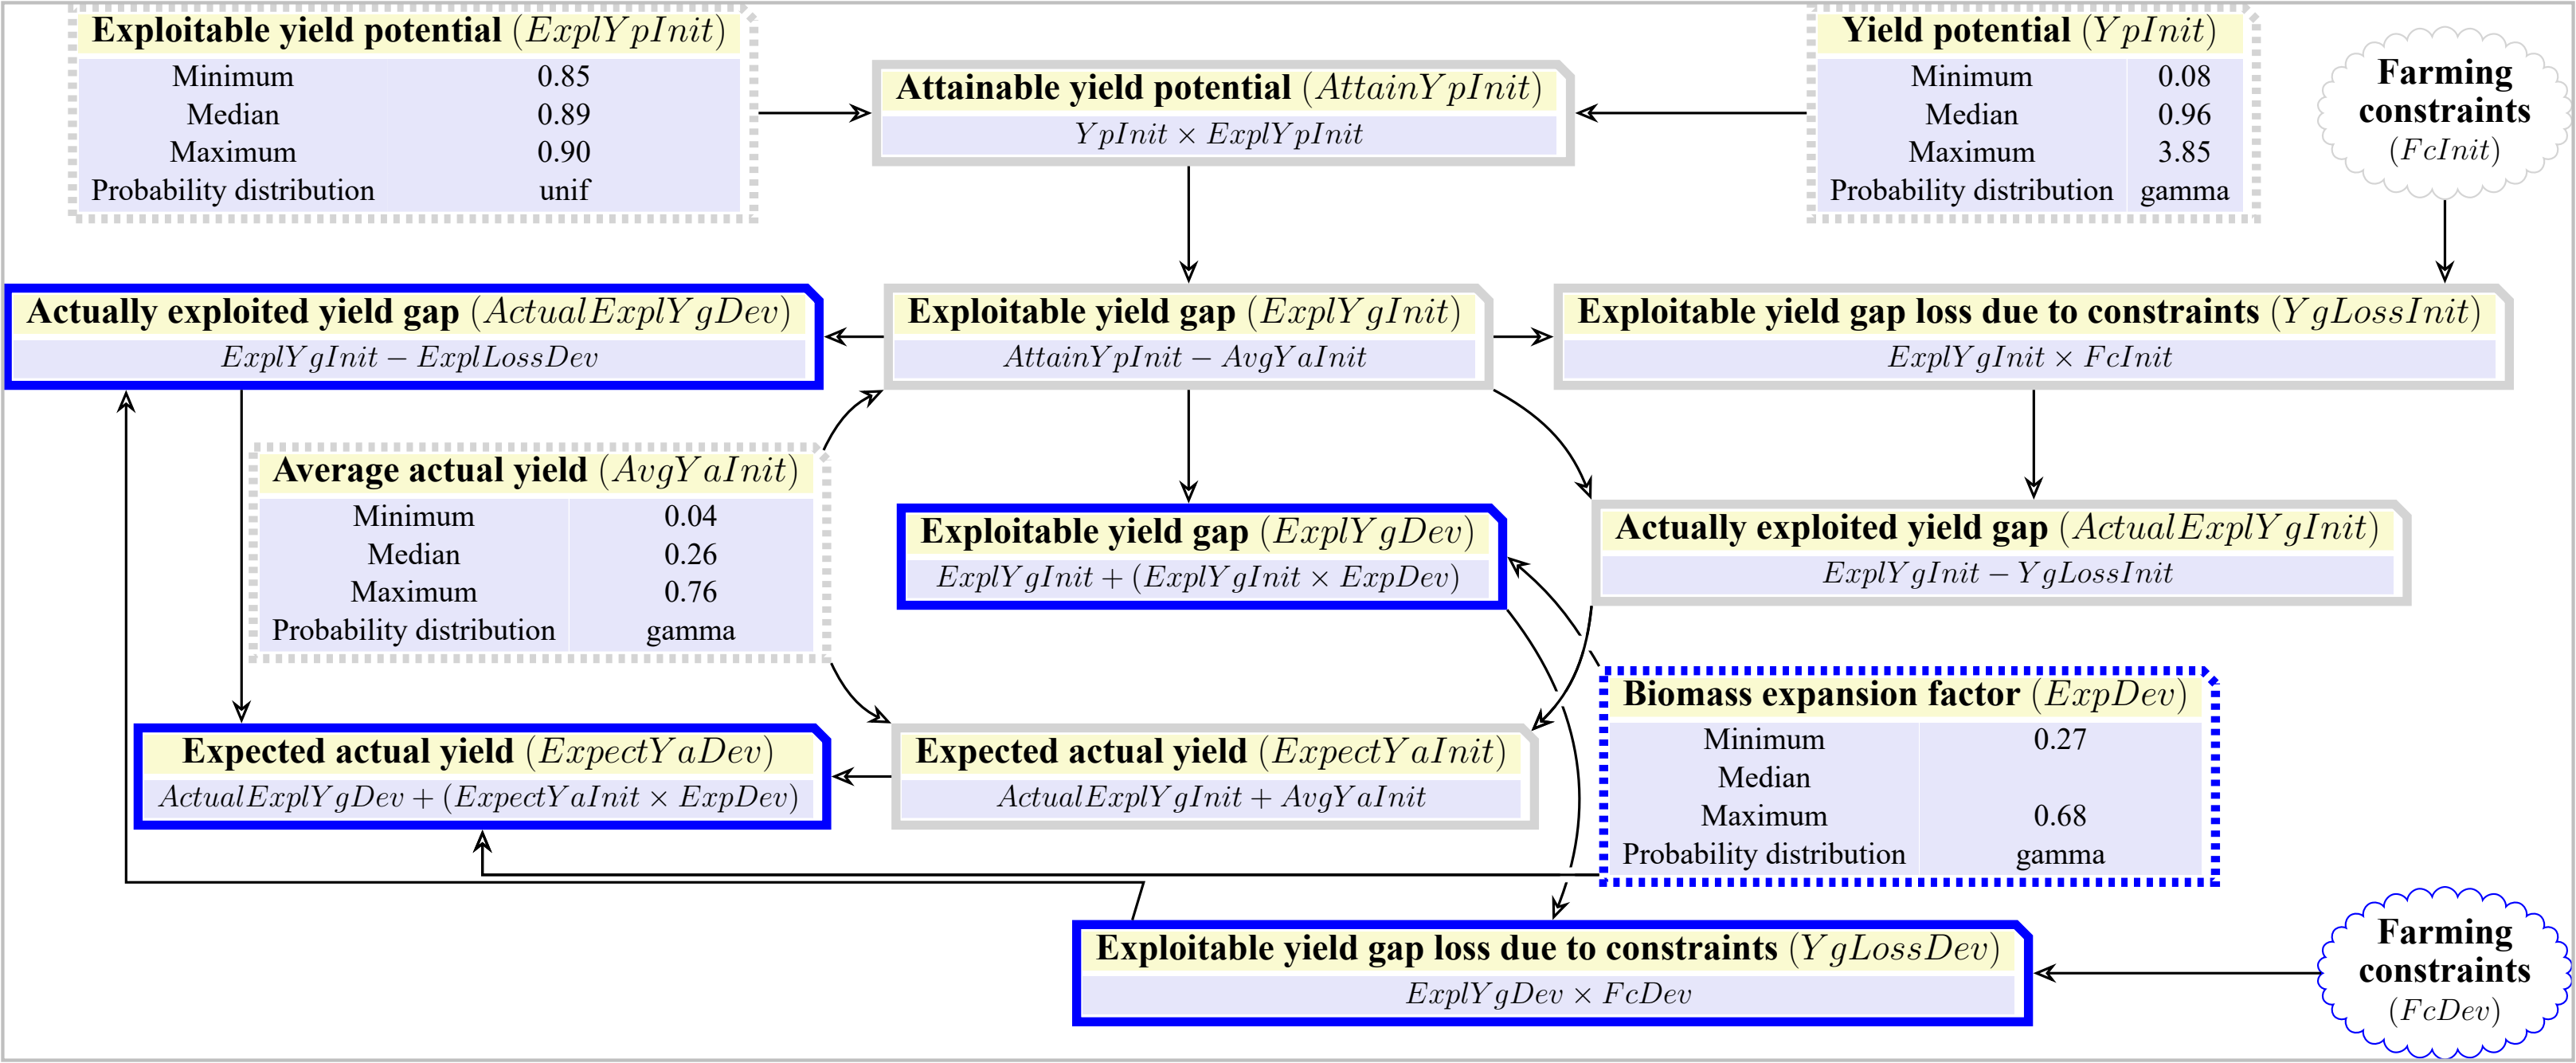 Exploitable yield potential (ExplYpInit)
Minimum 0.85
Median 0.89
Maximum 0.90
Probability distribution unif
Attainable yield potential (AttainYpInit)
YpInit × ExplYpInit
Yield potential (YpInit)
Minimum 0.08
Median 0.96
Maximum 3.85
Probability distribution gamma
Farming
constraints
(FcInit)
Actually exploited yield gap (ActualExplYgDev)
ExplYgInit − ExplLossDev
Exploitable yield gap (ExplYgInit)
AttainYpInit − AvgYaInit
Exploitable yield gap loss due to constraints (YgLossInit)
ExplYgInit × FcInit
Average actual yield (AvgYaInit)
Minimum 0.04
Median 0.26
Maximum 0.76
Probability distribution gamma
Exploitable yield gap (ExplYgDev)
ExplYgInit + (ExplYgInit × ExpDev)
Actually exploited yield gap (ActualExplYgInit)
ExplYgInit − YgLossInit
Expected actual yield (ExpectYaDev)
ActualExplYgDev + (ExpectYaInit × ExpDev)
Expected actual yield (ExpectYaInit)
ActualExplYgInit + AvgYaInit
Biomass expansion factor (ExpDev)
Minimum 0.27
Median
Maximum 0.68
Probability distribution gamma
Exploitable yield gap loss due to constraints (YgLossDev)
ExplYgDev × FcDev
Farming
constraints
(FcDev)